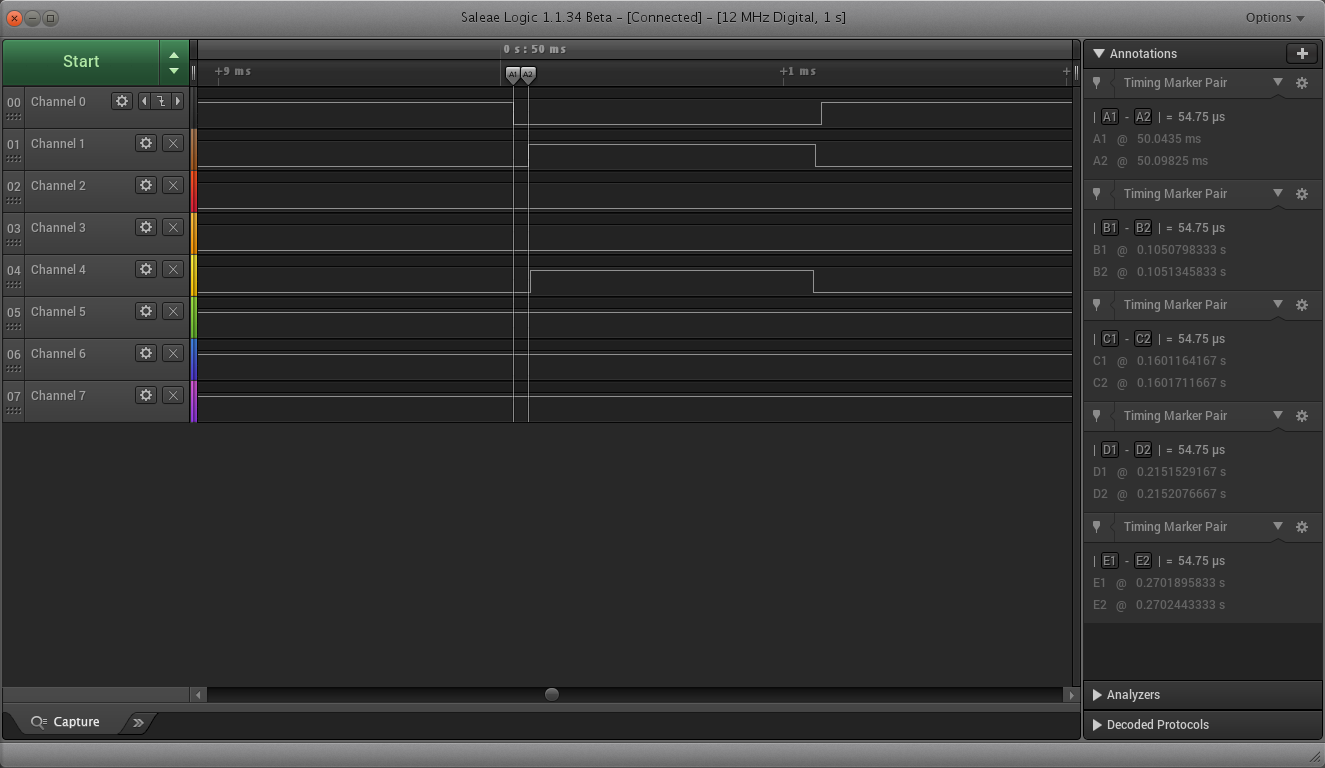 Saleae Logic 1.1.34 Beta - [Connected] - [12 MHz Digital, 1 s]
Options
Start
0 s : 50 ms
+9 ms
+1 ms
+
A1 A2
00 Channel 0
01 Channel 1
02 Channel 2
03 Channel 3
04 Channel 4
05 Channel 5
06 Channel 6
07 Channel 7
Capture
Annotations
Timing Marker Pair
| A1 - A2 | = 54.75 µs
A1 @ 50.0435 ms
A2 @ 50.09825 ms
Timing Marker Pair
| B1 - B2 | = 54.75 µs
B1 @ 0.1050798333 s
B2 @ 0.1051345833 s
Timing Marker Pair
| C1 - C2 | = 54.75 µs
C1 @ 0.1601164167 s
C2 @ 0.1601711667 s
Timing Marker Pair
| D1 - D2 | = 54.75 µs
D1 @ 0.2151529167 s
D2 @ 0.2152076667 s
Timing Marker Pair
| E1 - E2 | = 54.75 µs
E1 @ 0.2701895833 s
E2 @ 0.2702443333 s
Analyzers
Decoded Protocols